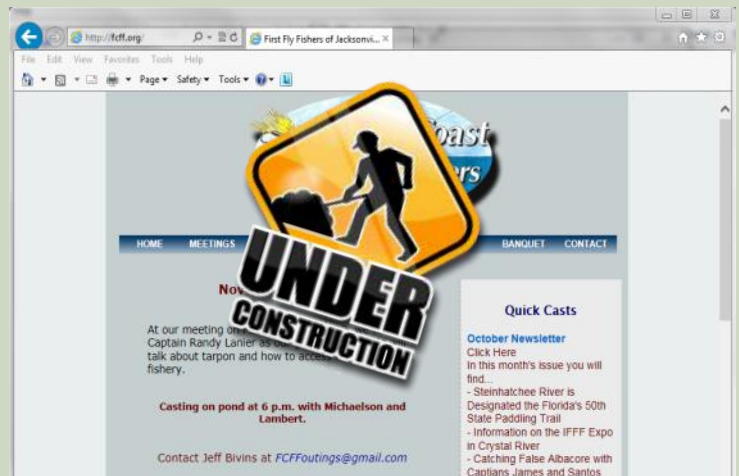 http://fcff.org/
First Fly Fishers of Jacksonvi...
File Edit View Favorites Tools Help
Page Safety Tools
oast
rs
HOME MEETINGS BANQUET CONTACT
UNDER
CONSTRUCTION
Nov
At our meeting on
Captain Randy Lanier as
talk about tarpon and how to
fishery.
Casting on pond at 6 p.m. with Michaelson and
Lambert.
Contact Jeff Bivins at FCFFoutings@gmail.com
Quick Casts
October Newsletter
Click Here
In this month's issue you will
find...
- Steinhatchee River is
Designated the Florida's 50th
State Paddling Trail
- Information on the IFFF Expo
in Crystal River
- Catching False Albacore with
Captians James and Santos